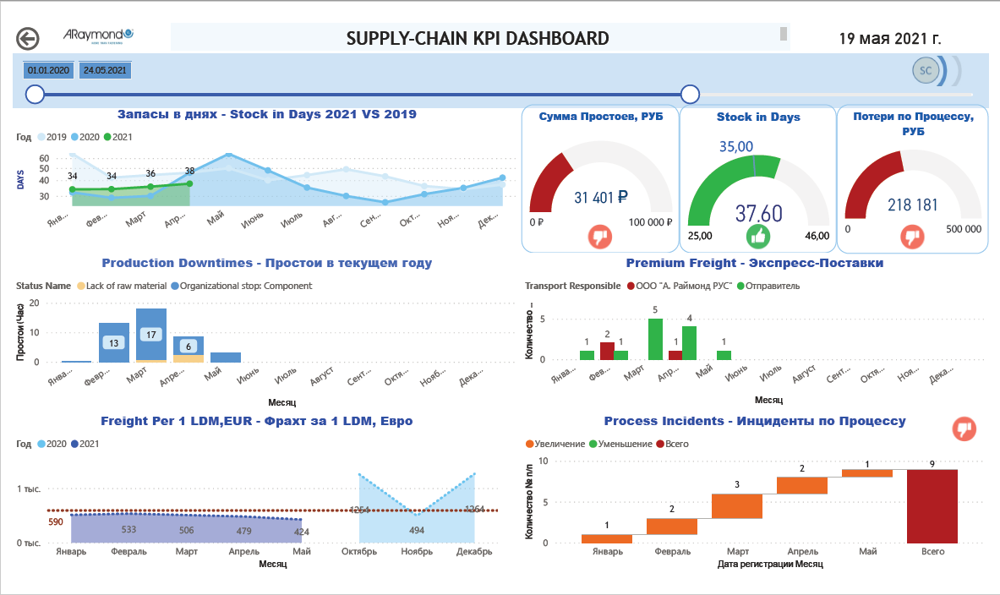 ARaymond
SUPPLY-CHAIN KPI DASHBOARD
19 мая 2021 г.
01.01.2020 24.05.2021
SC
Запасы в днях - Stock in Days 2021 VS 2019
Год 2019 2020 2021
DAYS
60
50
40
30
34 34 36 38
Янв... Фев... Март Апр... Май Июнь Июль Авг... Сен... Окт... Ноя... Дек...
Сумма Простоев, РУБ
31 401 ₽
0 ₽ 100 000 ₽
Stock in Days
35,00
37,60
25,00 46,00
Потери по Процессу,
РУБ
218 181
0 500 000
Production Downtimes - Простои в текущем году
Status Name Lack of raw material Organizational stop: Component
Простои (Час)
20
10
0
13 17 6
Янва... Февр... Март Апре... Май Июнь Июль Август Сент... Октя... Нояб... Дека...
Месяц
Premium Freight - Экспресс-Поставки
Transport Responsible ООО "А. Раймонд РУС" Отправитель
Количество ...
5
0
1 2 1 5 1 4 1
Янва... Фев... Март Апр... Май Июнь Июль Август Сент... Октя... Ноя... Дека...
Месяц
Freight Per 1 LDM,EUR - Фрахт за 1 LDM, Евро
Год 2020 2021
1 тыс.
0 тыс.
590
533 506 479 424 1254 494 1264
Январь Февраль Март Апрель Май Октябрь Ноябрь Декабрь
Месяц
Process Incidents - Инциденты по Процессу
Увеличение Уменьшение Всего
Количество № п/п
10
5
0
1 2 3 2 1 9
Январь Февраль Март Апрель Май Всего
Дата регистрации Месяц